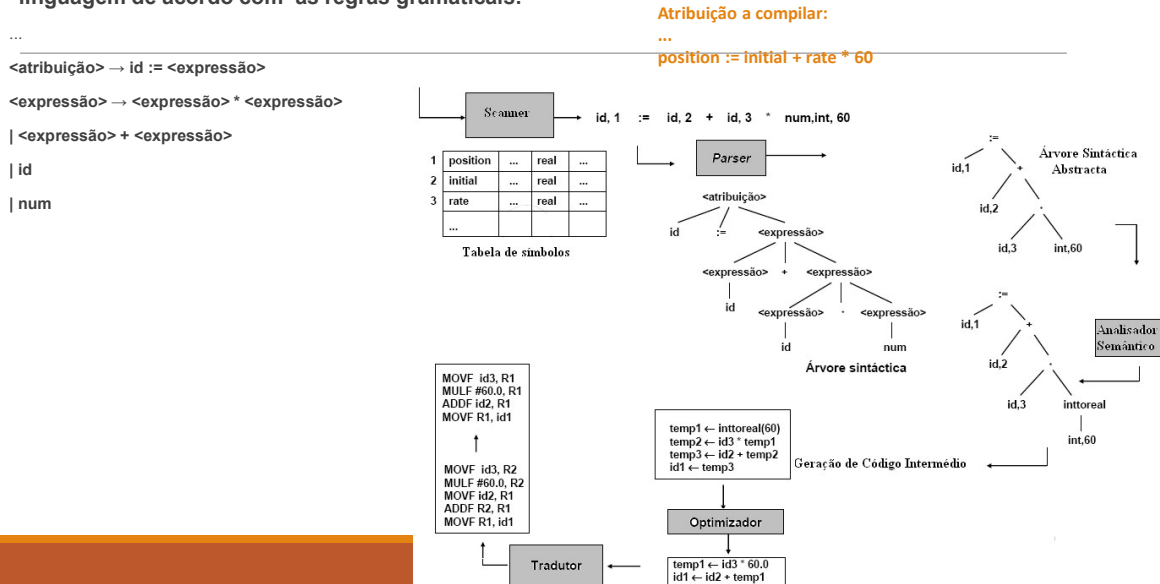 linguagem de acordo com as regras gramaticais.
...
<atribuição> → id := <expressão>
<expressão> → <expressão> * <expressão>
| <expressão> + <expressão>
| id
| num
Atribuição a compilar:
...
position := initial + rate * 60
Scanner
id, 1 := id, 2 + id, 3 * num,int, 60
1 position ... real ...
2 initial ... real ...
3 rate ... real ...
...
Tabela de símbolos
Parser
<atribuição>
id := <expressão>
<expressão> + <expressão>
id
<expressão> * <expressão>
id num
Árvore sintáctica
:=
id,1 +
id,2 *
id,3 int,60
Árvore Sintáctica
Abstracta
Analisador
Semântico
:=
id,1 +
id,2 *
id,3 inttoreal
int,60
Geração de Código Intermédio
temp1 ← inttoreal(60)
temp2 ← id3 * temp1
temp3 ← id2 + temp2
id1 ← temp3
Optimizador
temp1 ← id3 * 60.0
id1 ← id2 + temp1
Tradutor
MOVF id3, R2
MULF #60.0, R2
MOVF id2, R1
ADDF R2, R1
MOVF R1, id1
MOVF id3, R1
MULF #60.0, R1
ADDF id2, R1
MOVF R1, id1